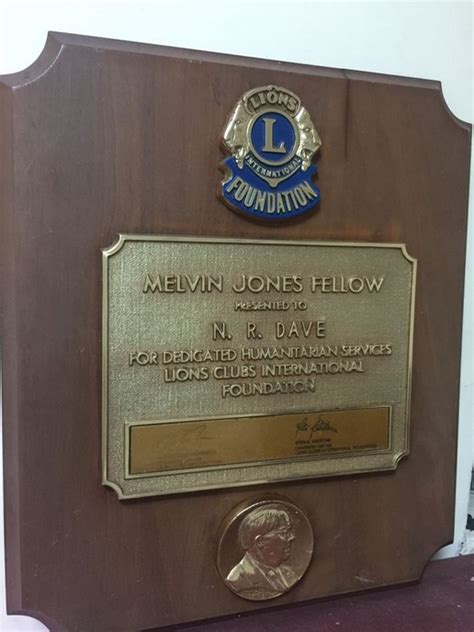 LIONS
L
INTERNATIONAL
FOUNDATION
MELVIN JONES FELLOW
PRESENTED TO
N. R. DAVE
FOR DEDICATED HUMANITARIAN SERVICES
LIONS CLUBS INTERNATIONAL
FOUNDATION